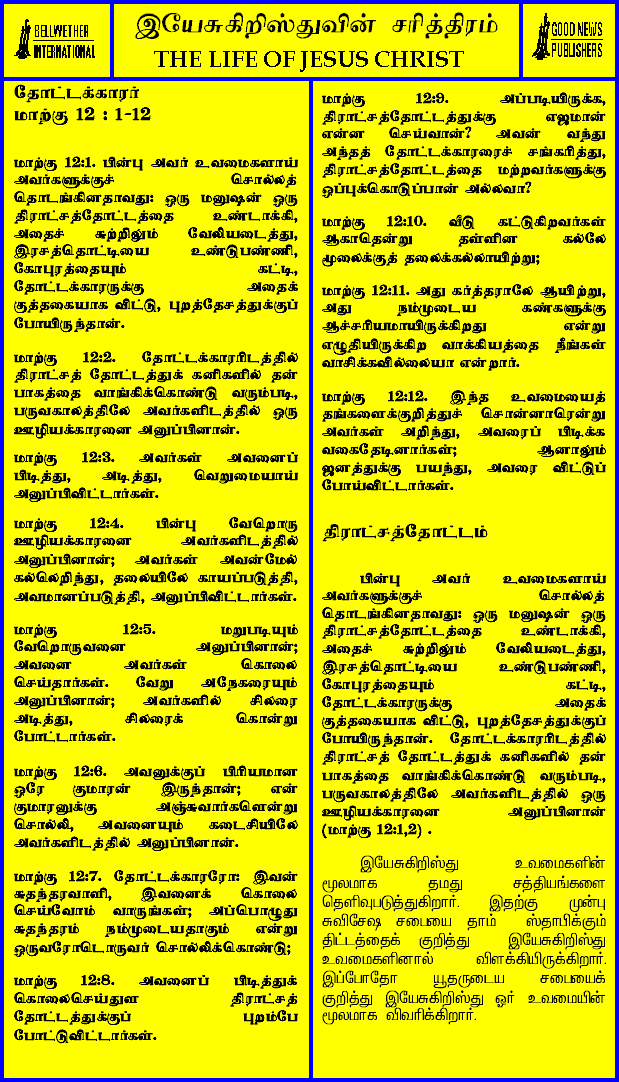 BELLWETHER
INTERNATIONAL
இயேசுகிறிஸ்துவின் சரித்திரம்
THE LIFE OF JESUS CHRIST
GOOD NEWS
PUBLISHERS
தோட்டக்காரர்
மாற்கு 12 : 1-12
மாற்கு 12:1. பின்பு அவர் உவமைகளாய்
அவர்களுக்குச் சொல்லத்
தொடங்கினதாவது: ஒரு மனுஷன் ஒரு
திராட்சத்தோட்டத்தை உண்டாக்கி,
அதைச் சுற்றிலும் வேலியடைத்து,
இரசத்தொட்டியை உண்டுபண்ணி,
கோபுரத்தையும் கட்டி,
தோட்டக்காரருக்கு அதைக்
குத்தகையாக விட்டு, புறத்தேசத்துக்குப்
போயிருந்தான்.
மாற்கு 12:2. தோட்டக்காரரிடத்தில்
திராட்சத் தோட்டத்துக் கனிகளில் தன்
பாகத்தை வாங்கிக்கொண்டு வரும்படி,
பருவகாலத்திலே அவர்களிடத்தில் ஒரு
ஊழியக்காரனை அனுப்பினான்.
மாற்கு 12:3. அவர்கள் அவனைப்
பிடித்து, அடித்து, வெறுமையாய்
அனுப்பிவிட்டார்கள்.
மாற்கு 12:4. பின்பு வேறொரு
ஊழியக்காரனை அவர்களிடத்தில்
அனுப்பினான்; அவர்கள் அவன்மேல்
கல்லெறிந்து, தலையிலே காயப்படுத்தி,
அவமானப்படுத்தி, அனுப்பிவிட்டார்கள்.
மாற்கு 12:5. மறுபடியும்
வேறொருவனை அனுப்பினான்;
அவனை அவர்கள் கொலை
செய்தார்கள். வேறு அநேகரையும்
அனுப்பினான்; அவர்களில் சிலரை
அடித்து, சிலரைக் கொன்று
போட்டார்கள்.
மாற்கு 12:6. அவனுக்குப் பிரியமான
ஒரே குமாரன் இருந்தான்; என்
குமாரனுக்கு அஞ்சுவார்களென்று
சொல்லி, அவனையும் கடைசியிலே
அவர்களிடத்தில் அனுப்பினான்.
மாற்கு 12:7. தோட்டக்காரரோ: இவன்
சுதந்தரவாளி, இவனைக் கொலை
செய்வோம் வாருங்கள்; அப்பொழுது
சுதந்தரம் நம்முடையதாகும் என்று
ஒருவரோடொருவர் சொல்லிக்கொண்டு;
மாற்கு 12:8. அவனைப் பிடித்துக்
கொலைசெய்துள திராட்சத்
தோட்டத்துக்குப் புறம்பே
போட்டுவிட்டார்கள்.
மாற்கு 12:9. அப்படியிருக்க,
திராட்சத்தோட்டத்துக்கு எஜமான்
என்ன செய்வான்? அவன் வந்து
அந்தத் தோட்டக்காரரைச் சங்கரித்து,
திராட்சத்தோட்டத்தை மற்றவர்களுக்கு
ஒப்புக்கொடுப்பான் அல்லவா?
மாற்கு 12:10. வீடு கட்டுகிறவர்கள்
ஆகாதென்று தள்ளின கல்லே
மூலைக்குத் தலைக்கல்லாயிற்று;
மாற்கு 12:11. அது கர்த்தராலே ஆயிற்று,
அது நம்முடைய கண்களுக்கு
ஆச்சரியமாயிருக்கிறது என்று
எழுதியிருக்கிற வாக்கியத்தை நீங்கள்
வாசிக்கவில்லையா என்றார்.
மாற்கு 12:12. இந்த உவமையைத்
தங்களைக்குறித்துச் சொன்னாரென்று
அவர்கள் அறிந்து, அவரைப் பிடிக்க
வகைதேடினார்கள்; ஆனாலும்
ஜனத்துக்கு பயந்து, அவரை விட்டுப்
போய்விட்டார்கள்.
திராட்சத்தோட்டம்
பின்பு அவர் உவமைகளாய்
அவர்களுக்குச் சொல்லத்
தொடங்கினதாவது: ஒரு மனுஷன் ஒரு
திராட்சத்தோட்டத்தை உண்டாக்கி,
அதைச் சுற்றிலும் வேலியடைத்து,
இரசத்தொட்டியை உண்டுபண்ணி,
கோபுரத்தையும் கட்டி,
தோட்டக்காரருக்கு அதைக்
குத்தகையாக விட்டு, புறத்தேசத்துக்குப்
போயிருந்தான். தோட்டக்காரரிடத்தில்
திராட்சத் தோட்டத்துக் கனிகளில் தன்
பாகத்தை வாங்கிக்கொண்டு வரும்படி,
பருவகாலத்திலே அவர்களிடத்தில் ஒரு
ஊழியக்காரனை அனுப்பினான்
(மாற்கு 12:1,2) .
இயேசுகிறிஸ்து உவமைகளின்
மூலமாக தமது சத்தியங்களை
தெளிவுபடுத்துகிறார். இதற்கு முன்பு
சுவிசேஷ சபையை தாம் ஸ்தாபிக்கும்
திட்டத்தைக் குறித்து இயேசுகிறிஸ்து
உவமைகளினால் விளக்கியிருக்கிறார்.
இப்போதோ யூதருடைய சபையைக்
குறித்து இயேசுகிறிஸ்து ஓர் உவமையின்
மூலமாக விவரிக்கிறார்.